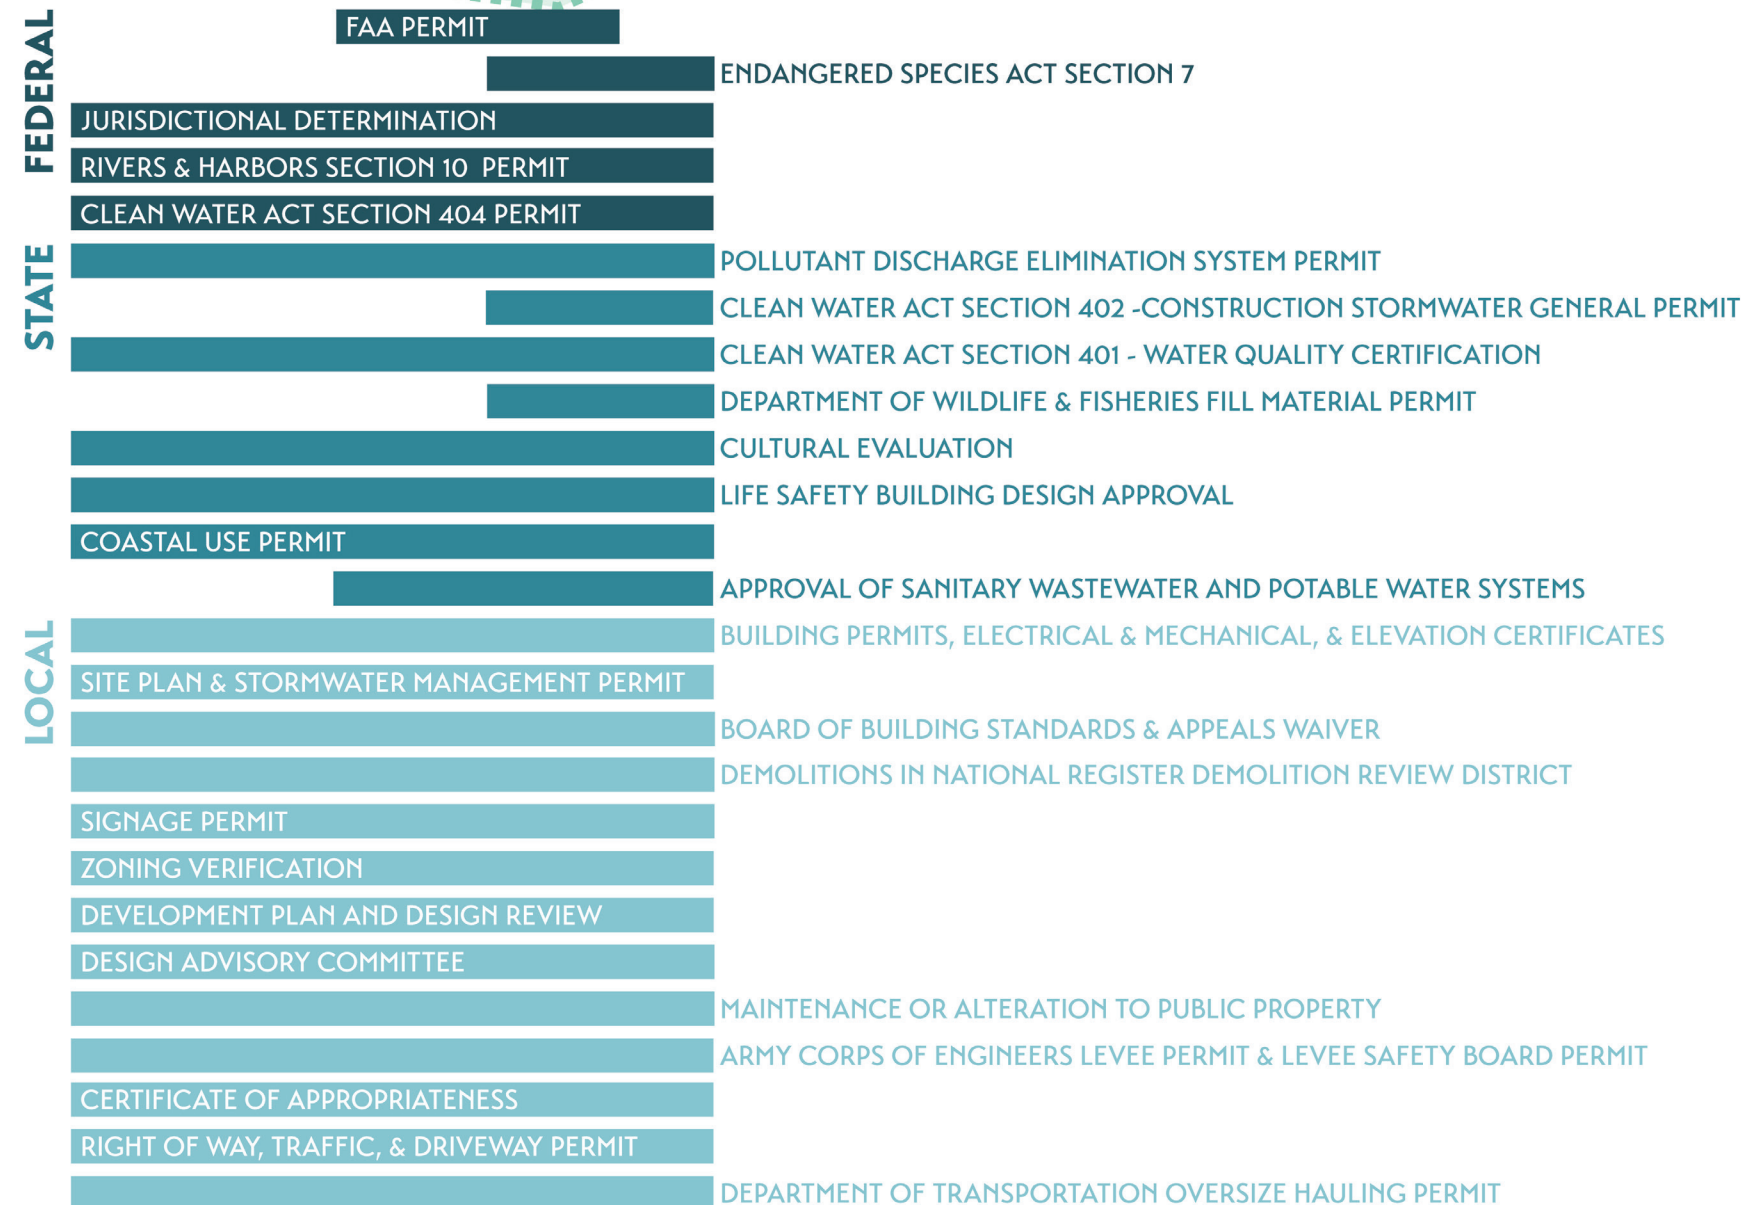 FEDERAL
FAA PERMIT
ENDANGERED SPECIES ACT SECTION 7
JURISDICTIONAL DETERMINATION
RIVERS & HARBORS SECTION 10 PERMIT
CLEAN WATER ACT SECTION 404 PERMIT
STATE
POLLUTANT DISCHARGE ELIMINATION SYSTEM PERMIT
CLEAN WATER ACT SECTION 402 -CONSTRUCTION STORMWATER GENERAL PERMIT
CLEAN WATER ACT SECTION 401 - WATER QUALITY CERTIFICATION
DEPARTMENT OF WILDLIFE & FISHERIES FILL MATERIAL PERMIT
CULTURAL EVALUATION
LIFE SAFETY BUILDING DESIGN APPROVAL
COASTAL USE PERMIT
APPROVAL OF SANITARY WASTEWATER AND POTABLE WATER SYSTEMS
LOCAL
BUILDING PERMITS, ELECTRICAL & MECHANICAL, & ELEVATION CERTIFICATES
SITE PLAN & STORMWATER MANAGEMENT PERMIT
BOARD OF BUILDING STANDARDS & APPEALS WAIVER
DEMOLITIONS IN NATIONAL REGISTER DEMOLITION REVIEW DISTRICT
SIGNAGE PERMIT
ZONING VERIFICATION
DEVELOPMENT PLAN AND DESIGN REVIEW
DESIGN ADVISORY COMMITTEE
MAINTENANCE OR ALTERATION TO PUBLIC PROPERTY
ARMY CORPS OF ENGINEERS LEVEE PERMIT & LEVEE SAFETY BOARD PERMIT
CERTIFICATE OF APPROPRIATENESS
RIGHT OF WAY, TRAFFIC, & DRIVEWAY PERMIT
DEPARTMENT OF TRANSPORTATION OVERSIZE HAULING PERMIT